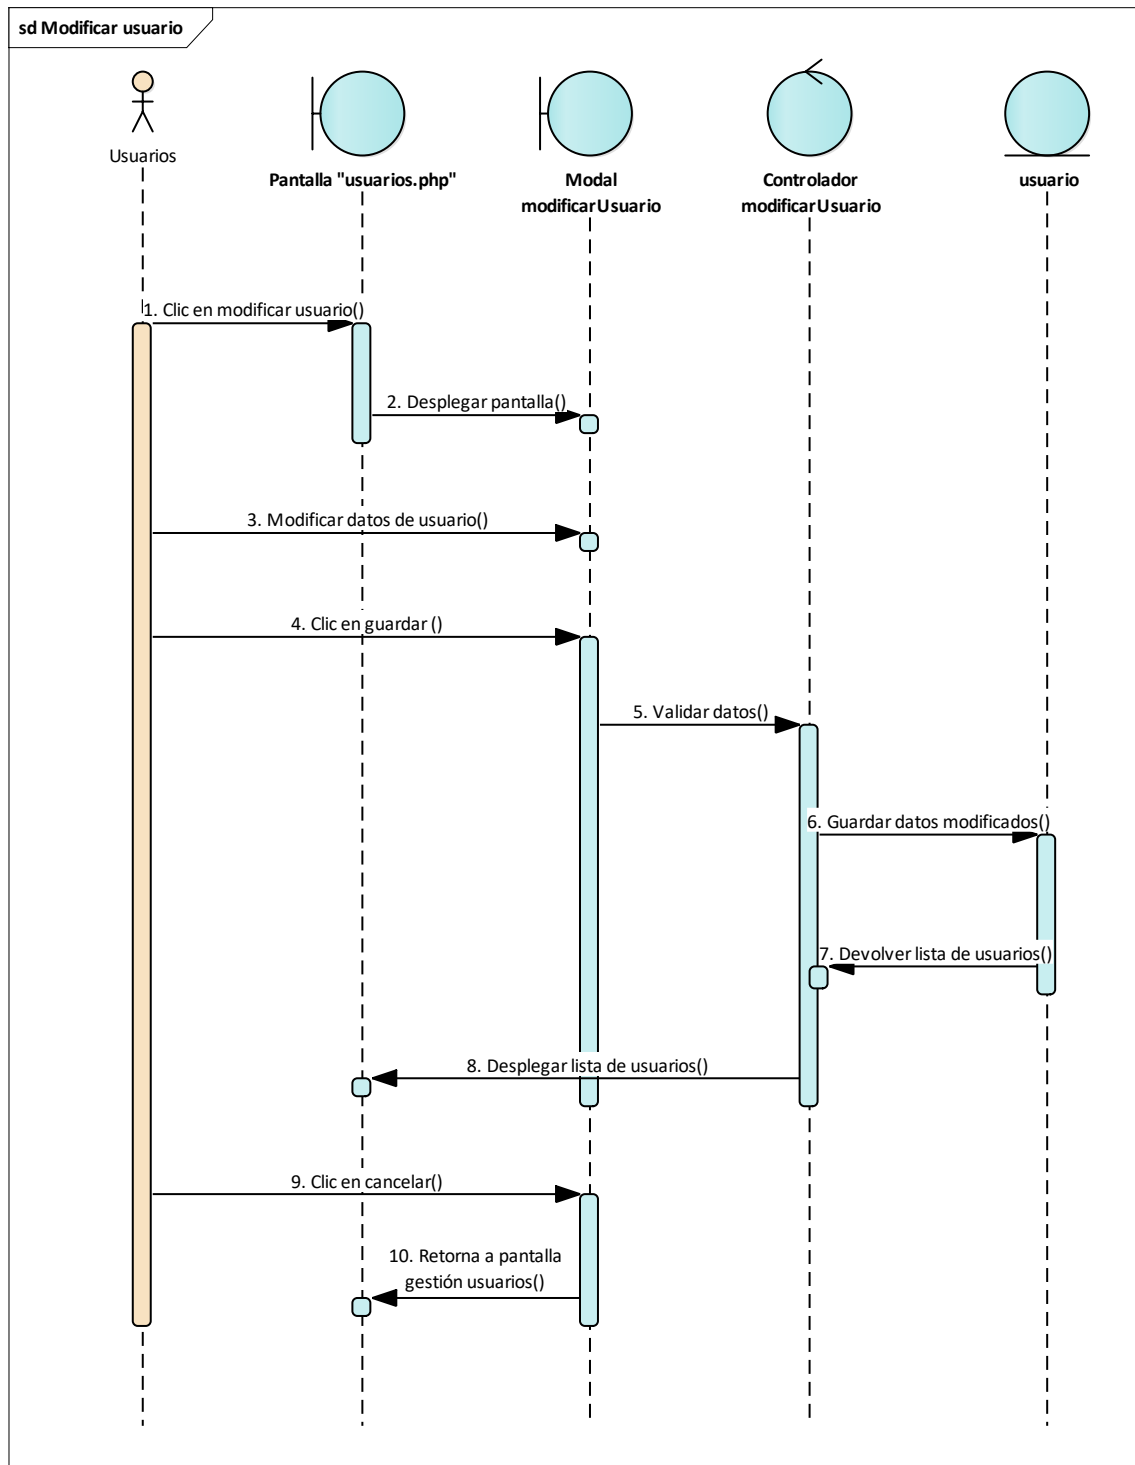 sd Modificar usuario
Usuarios
Pantalla "usuarios.php"
Modal
modificarUsuario
Controlador
modificarUsuario
usuario
1. Clic en modificar usuario()
2. Desplegar pantalla()
3. Modificar datos de usuario()
4. Clic en guardar ()
5. Validar datos()
6. Guardar datos modificados()
7. Devolver lista de usuarios()
8. Desplegar lista de usuarios()
9. Clic en cancelar()
10. Retorna a pantalla
gestión usuarios()